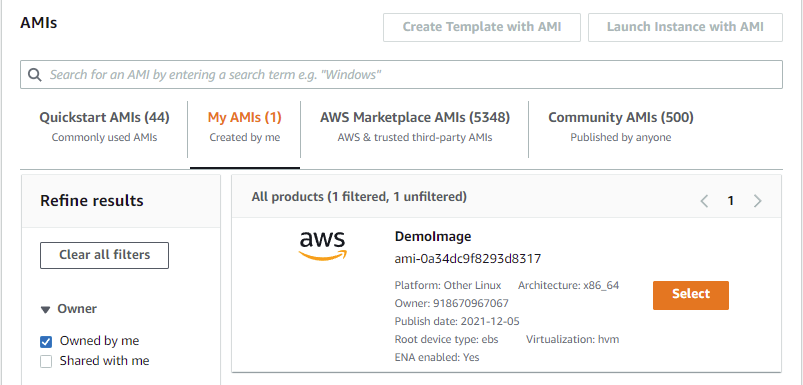 AMIs
Create Template with AMI
Launch Instance with AMI
Search for an AMI by entering a search term e.g. "Windows"
Quickstart AMIs (44)
Commonly used AMIs
My AMIs (1)
Created by me
AWS Marketplace AMIs (5348)
AWS & trusted third-party AMIs
Community AMIs (500)
Published by anyone
Refine results
Clear all filters
Owner
Owned by me
Shared with me
All products (1 filtered, 1 unfiltered)
1
aws
DemoImage
ami-0a34dc9f8293d8317
Platform: Other Linux Architecture: x86_64
Owner: 918670967067
Publish date: 2021-12-05
Root device type: ebs Virtualization: hvm
ENA enabled: Yes
Select